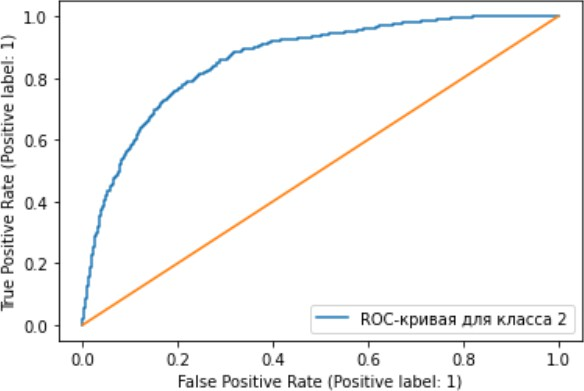 1.0
0.8
0.6
0.4
0.2
0.0
True Positive Rate (Positive label: 1)
ROC-кривая для класса 2
0.0 0.2 0.4 0.6 0.8 1.0
False Positive Rate (Positive label: 1)